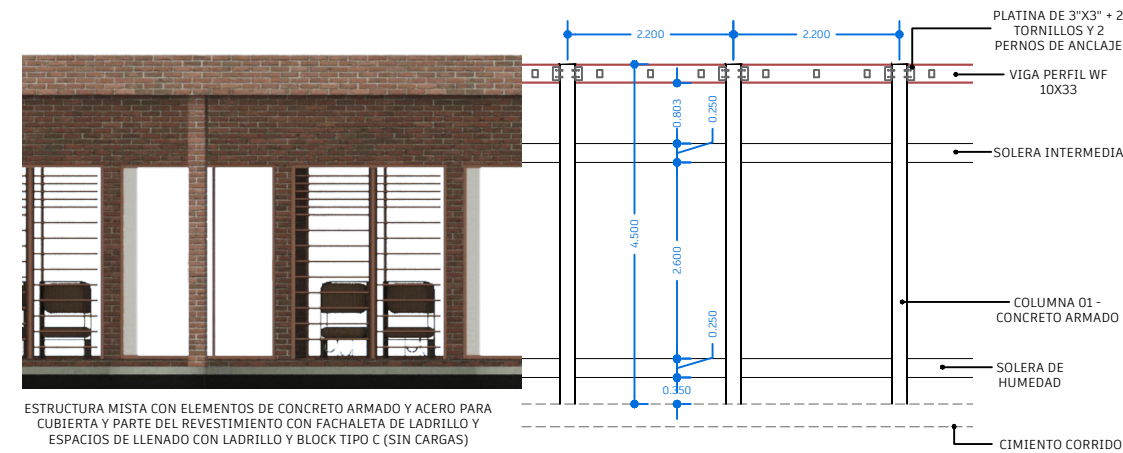 2.200
2.200
0.803
0.250
4.500
2.600
0.250
0.350
PLATINA DE 3"X3" + 2
TORNILLOS Y 2
PERNOS DE ANCLAJE
VIGA PERFIL WF
10X33
SOLERA INTERMEDIA
COLUMNA 01 -
CONCRETO ARMADO
SOLERA DE
HUMEDAD
CIMIENTO CORRIDO
ESTRUCTURA MISTA CON ELEMENTOS DE CONCRETO ARMADO Y ACERO PARA
CUBIERTA Y PARTE DEL REVESTIMIENTO CON FACHALETA DE LADRILLO Y
ESPACIOS DE LLENADO CON LADRILLO Y BLOCK TIPO C (SIN CARGAS)